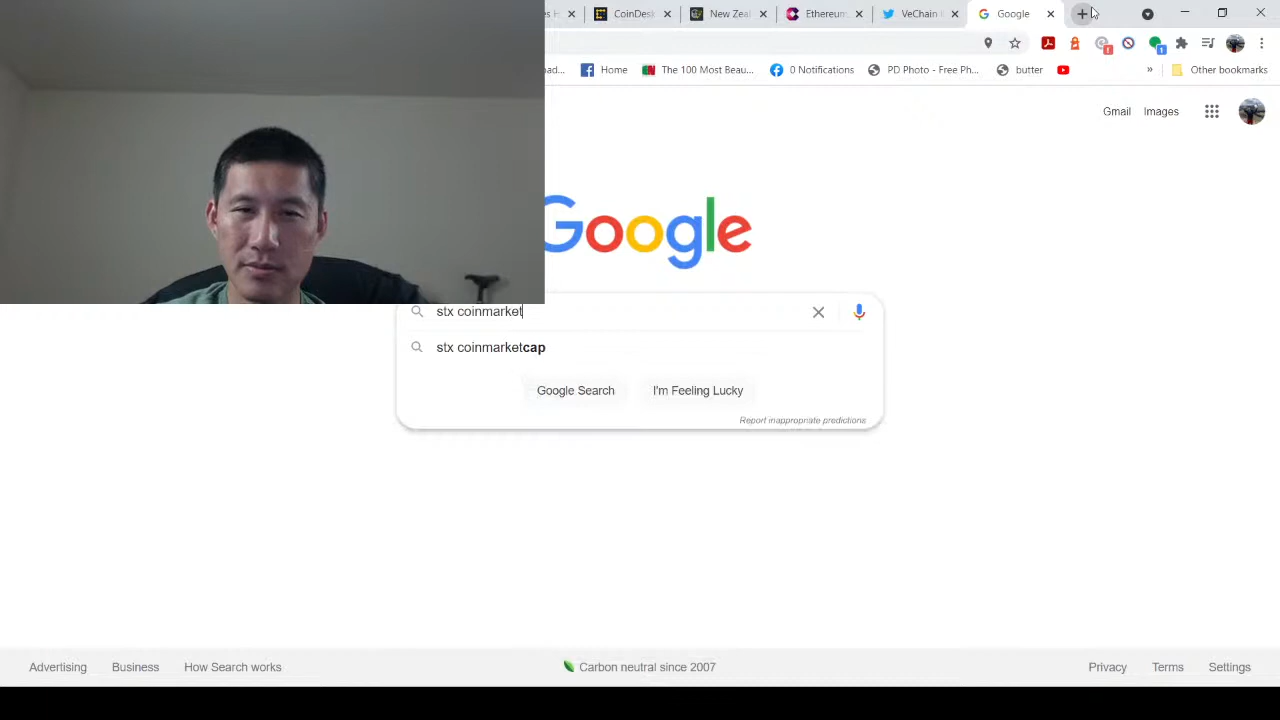 CoinDesk
New Zeal
Ethereum
VeChain
Google
Home
The 100 Most Beau...
0 Notifications
PD Photo - Free Ph...
butter
»
Other bookmarks
Gmail
Images
Google
stx coinmarket
stx coinmarketcap
Google Search
I'm Feeling Lucky
Report inappropriate predictions
Advertising
Business
How Search works
Carbon neutral since 2007
Privacy
Terms
Settings